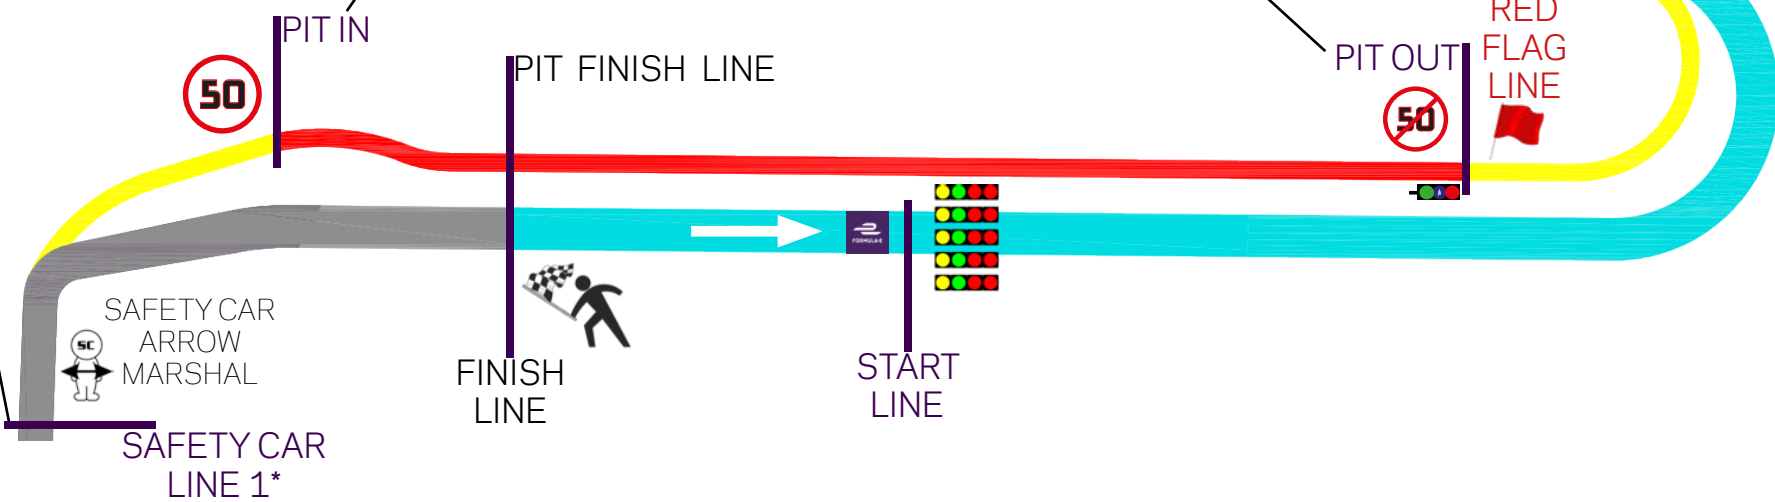 PIT IN
50
PIT FINISH LINE
PIT OUT
50
RED
FLAG
LINE
FORMULA E
SAFETY CAR
ARROW
MARSHAL
SC
FINISH
LINE
START
LINE
SAFETY CAR
LINE 1*